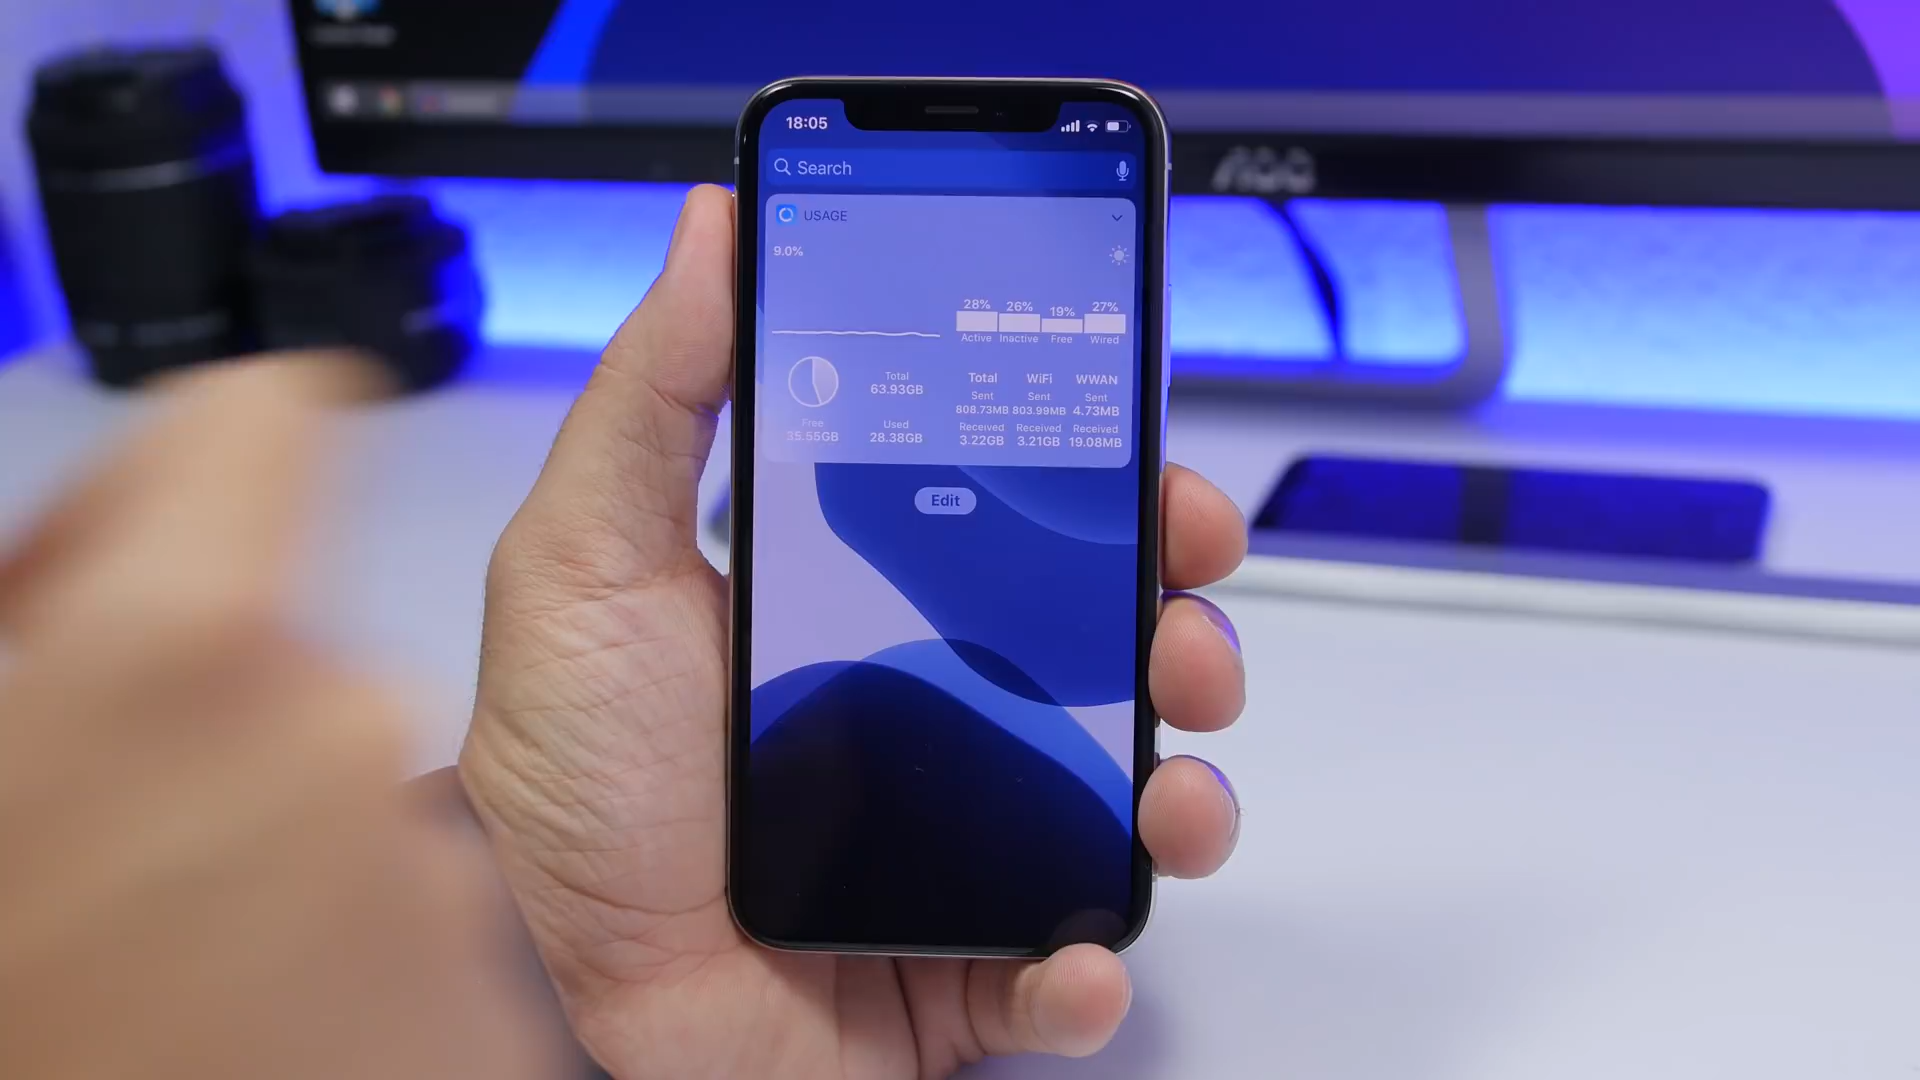 18:05
Search
USAGE
9.0%
28% 26% 19% 27%
Active Inactive Free Wired
Total
63.93GB
Free
35.55GB
Used
28.38GB
Total WiFi WWAN
Sent Sent Sent
808.73MB 803.99MB 4.73MB
Received Received Received
3.22GB 3.21GB 19.08MB
Edit
AOC